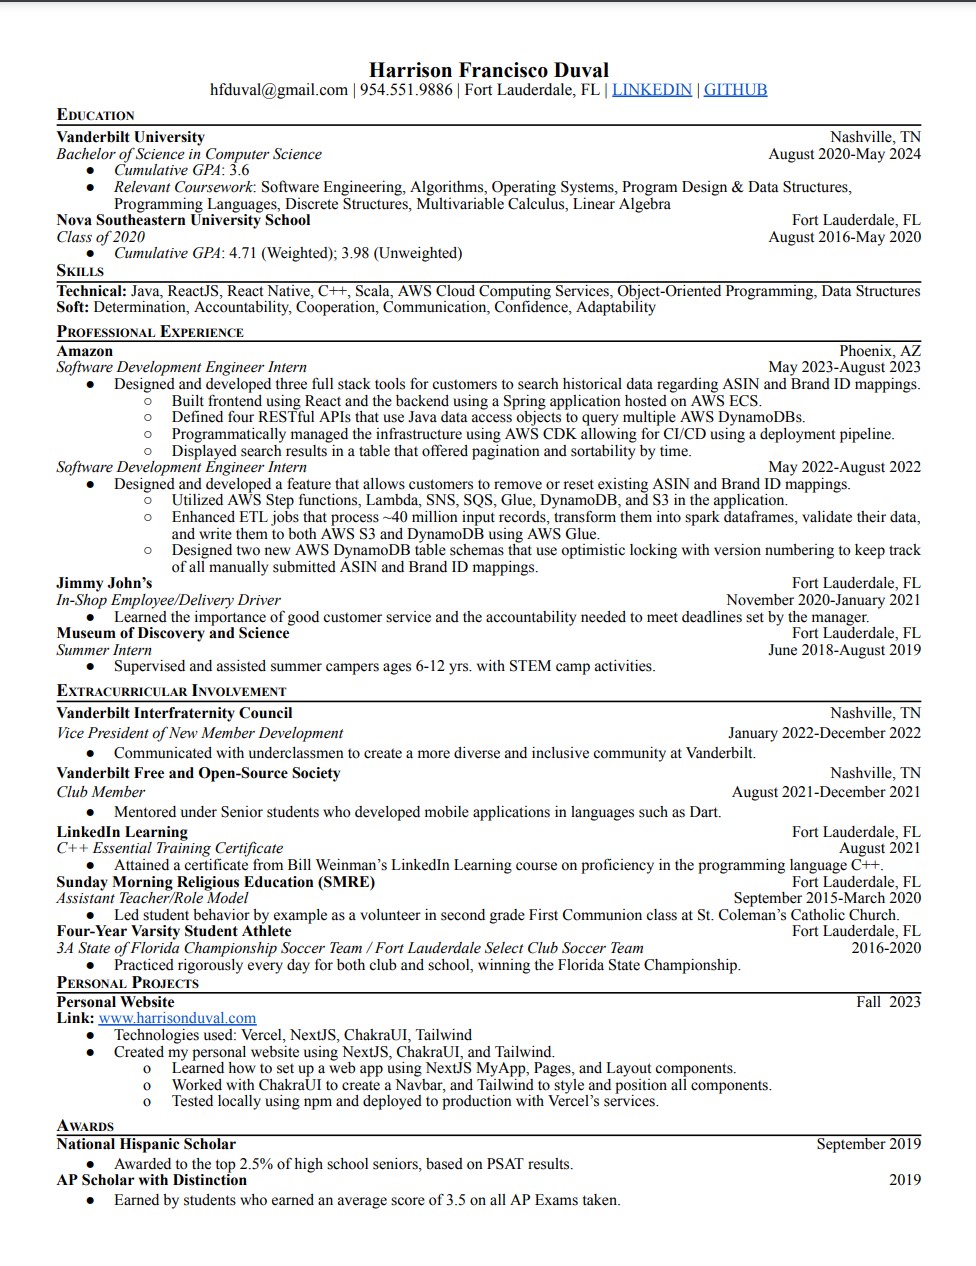 Harrison Francisco Duval
hfduval@gmail.com | 954.551.9886 | Fort Lauderdale, FL | LINKEDIN | GITHUB
EDUCATION
Vanderbilt University Nashville, TN
Bachelor of Science in Computer Science August 2020-May 2024
● Cumulative GPA: 3.6
● Relevant Coursework: Software Engineering, Algorithms, Operating Systems, Program Design & Data Structures,
Programming Languages, Discrete Structures, Multivariable Calculus, Linear Algebra
Nova Southeastern University School Fort Lauderdale, FL
Class of 2020 August 2016-May 2020
● Cumulative GPA: 4.71 (Weighted); 3.98 (Unweighted)
SKILLS
Technical: Java, ReactJS, React Native, C++, Scala, AWS Cloud Computing Services, Object-Oriented Programming, Data Structures
Soft: Determination, Accountability, Cooperation, Communication, Confidence, Adaptability
PROFESSIONAL EXPERIENCE
Amazon Phoenix, AZ
Software Development Engineer Intern May 2023-August 2023
● Designed and developed three full stack tools for customers to search historical data regarding ASIN and Brand ID mappings.
○ Built frontend using React and the backend using a Spring application hosted on AWS ECS.
○ Defined four RESTful APIs that use Java data access objects to query multiple AWS DynamoDBs.
○ Programmatically managed the infrastructure using AWS CDK allowing for CI/CD using a deployment pipeline.
○ Displayed search results in a table that offered pagination and sortability by time.
Software Development Engineer Intern May 2022-August 2022
● Designed and developed a feature that allows customers to remove or reset existing ASIN and Brand ID mappings.
○ Utilized AWS Step functions, Lambda, SNS, SQS, Glue, DynamoDB, and S3 in the application.
○ Enhanced ETL jobs that process ~40 million input records, transform them into spark dataframes, validate their data,
and write them to both AWS S3 and DynamoDB using AWS Glue.
○ Designed two new AWS DynamoDB table schemas that use optimistic locking with version numbering to keep track
of all manually submitted ASIN and Brand ID mappings.
Jimmy John's Fort Lauderdale, FL
In-Shop Employee/Delivery Driver November 2020-January 2021
● Learned the importance of good customer service and the accountability needed to meet deadlines set by the manager.
Museum of Discovery and Science Fort Lauderdale, FL
Summer Intern June 2018-August 2019
● Supervised and assisted summer campers ages 6-12 yrs. with STEM camp activities.
EXTRACURRICULAR INVOLVEMENT
Vanderbilt Interfraternity Council Nashville, TN
Vice President of New Member Development January 2022-December 2022
● Communicated with underclassmen to create a more diverse and inclusive community at Vanderbilt.
Vanderbilt Free and Open-Source Society Nashville, TN
Club Member August 2021-December 2021
● Mentored under Senior students who developed mobile applications in languages such as Dart.
LinkedIn Learning Fort Lauderdale, FL
C++ Essential Training Certificate August 2021
● Attained a certificate from Bill Weinman's LinkedIn Learning course on proficiency in the programming language C++.
Sunday Morning Religious Education (SMRE) Fort Lauderdale, FL
Assistant Teacher/Role Model September 2015-March 2020
● Led student behavior by example as a volunteer in second grade First Communion class at St. Coleman's Catholic Church.
Four-Year Varsity Student Athlete Fort Lauderdale, FL
3A State of Florida Championship Soccer Team / Fort Lauderdale Select Club Soccer Team 2016-2020
● Practiced rigorously every day for both club and school, winning the Florida State Championship.
PERSONAL PROJECTS
Personal Website Fall 2023
Link: www.harrisonduval.com
● Technologies used: Vercel, NextJS, ChakraUI, Tailwind
● Created my personal website using NextJS, ChakraUI, and Tailwind.
o Learned how to set up a web app using NextJS MyApp, Pages, and Layout components.
o Worked with ChakraUI to create a Navbar, and Tailwind to style and position all components.
o Tested locally using npm and deployed to production with Vercel's services.
AWARDS
National Hispanic Scholar September 2019
● Awarded to the top 2.5% of high school seniors, based on PSAT results.
AP Scholar with Distinction 2019
● Earned by students who earned an average score of 3.5 on all AP Exams taken.